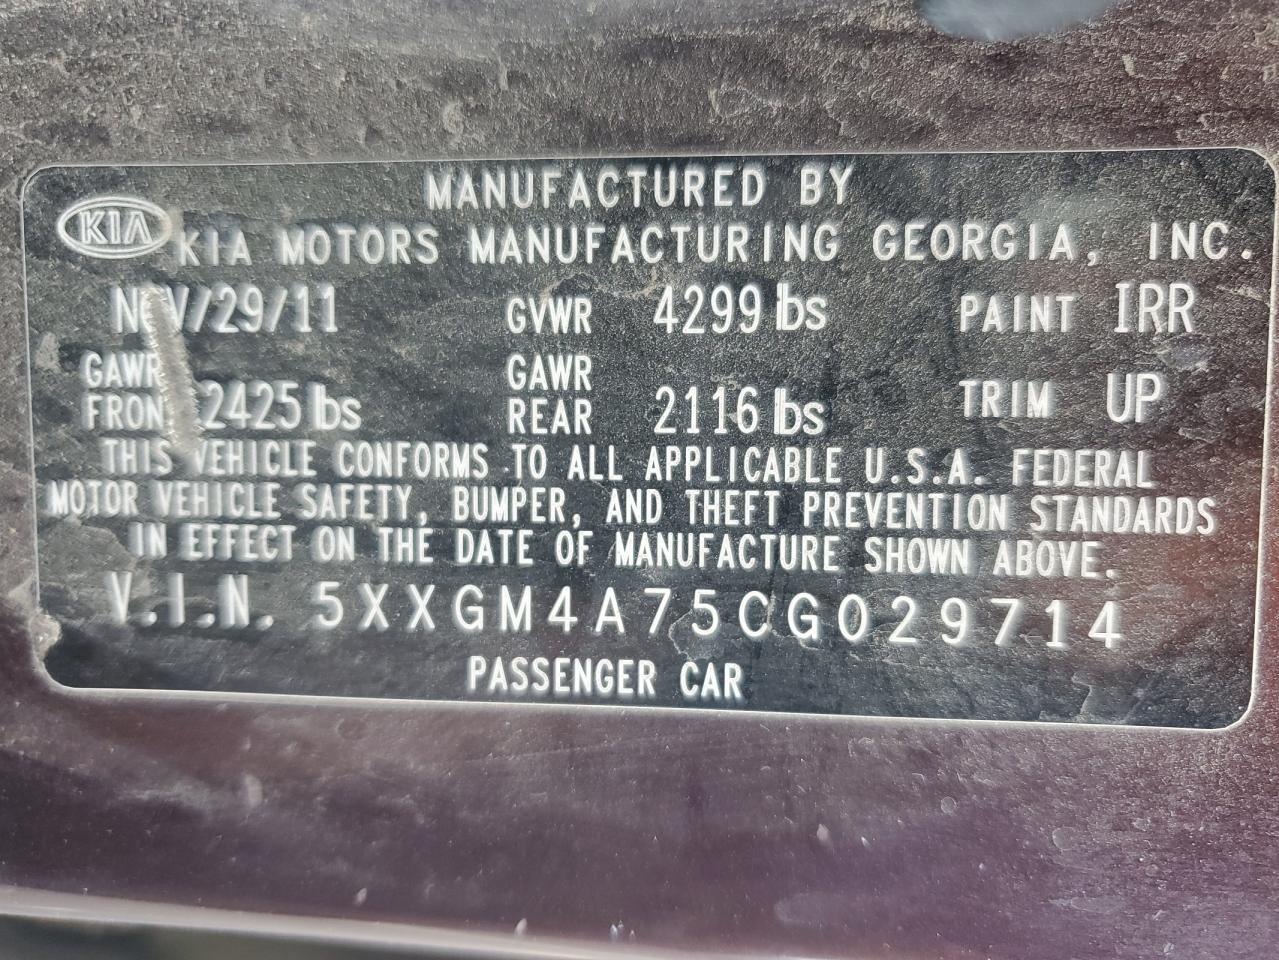 MANUFACTURED BY
KIA KIA MOTORS MANUFACTURING GEORGIA, INC.
NOV/29/11 GVWR 4299 lbs PAINT IRR
GAWR FRONT 2425 lbs GAWR REAR 2116 lbs TRIM UP
THIS VEHICLE CONFORMS TO ALL APPLICABLE U.S.A. FEDERAL
MOTOR VEHICLE SAFETY, BUMPER, AND THEFT PREVENTION STANDARDS
IN EFFECT ON THE DATE OF MANUFACTURE SHOWN ABOVE.
V.I.N. 5XXGM4A75CG029714
PASSENGER CAR